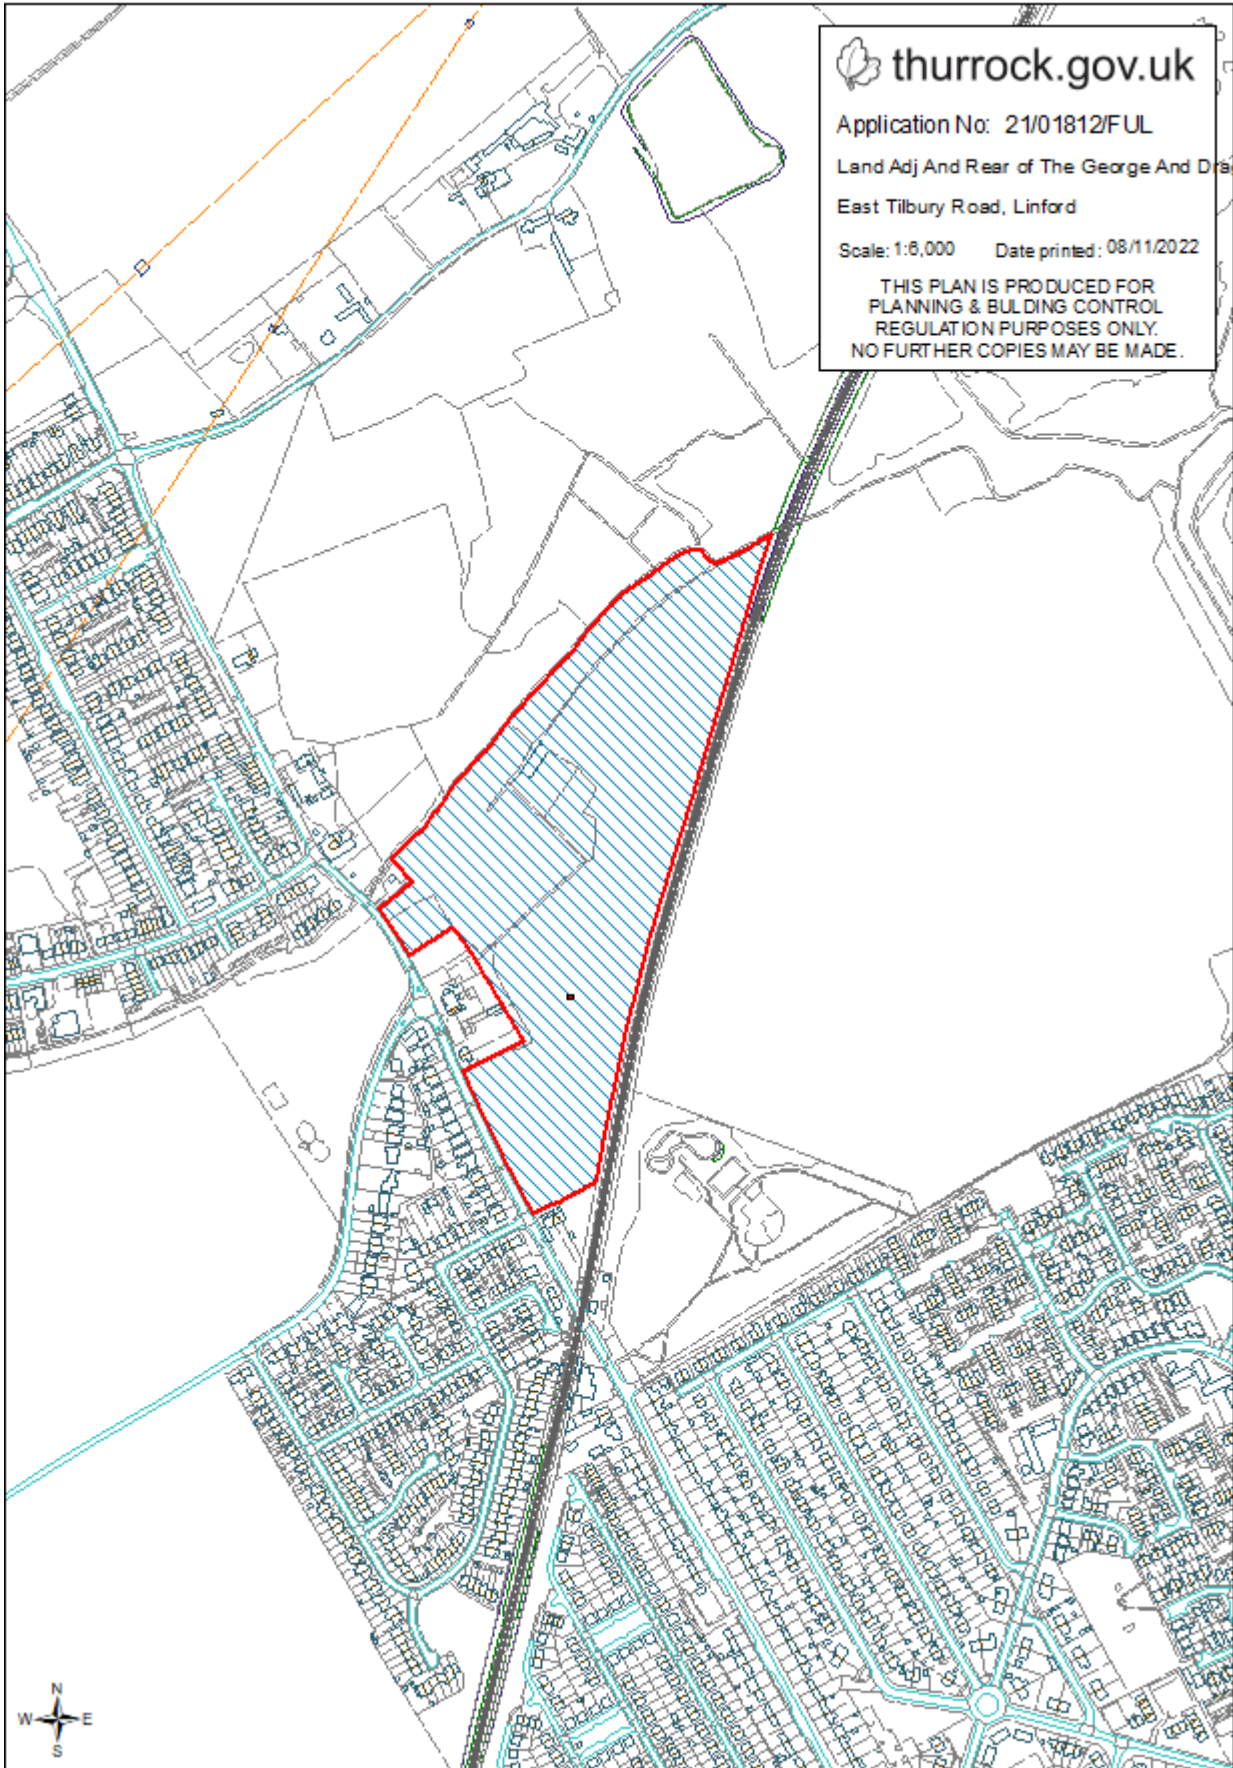 thurrock.gov.uk
Application No: 21/01812/FUL
Land Adj And Rear of The George And Dra
East Tilbury Road, Linford
Scale: 1:6,000 Date printed: 08/11/2022
THIS PLAN IS PRODUCED FOR
PLANNING & BULDING CONTROL
REGULATION PURPOSES ONLY.
NO FURTHER COPIES MAY BE MADE.
N
W E
S